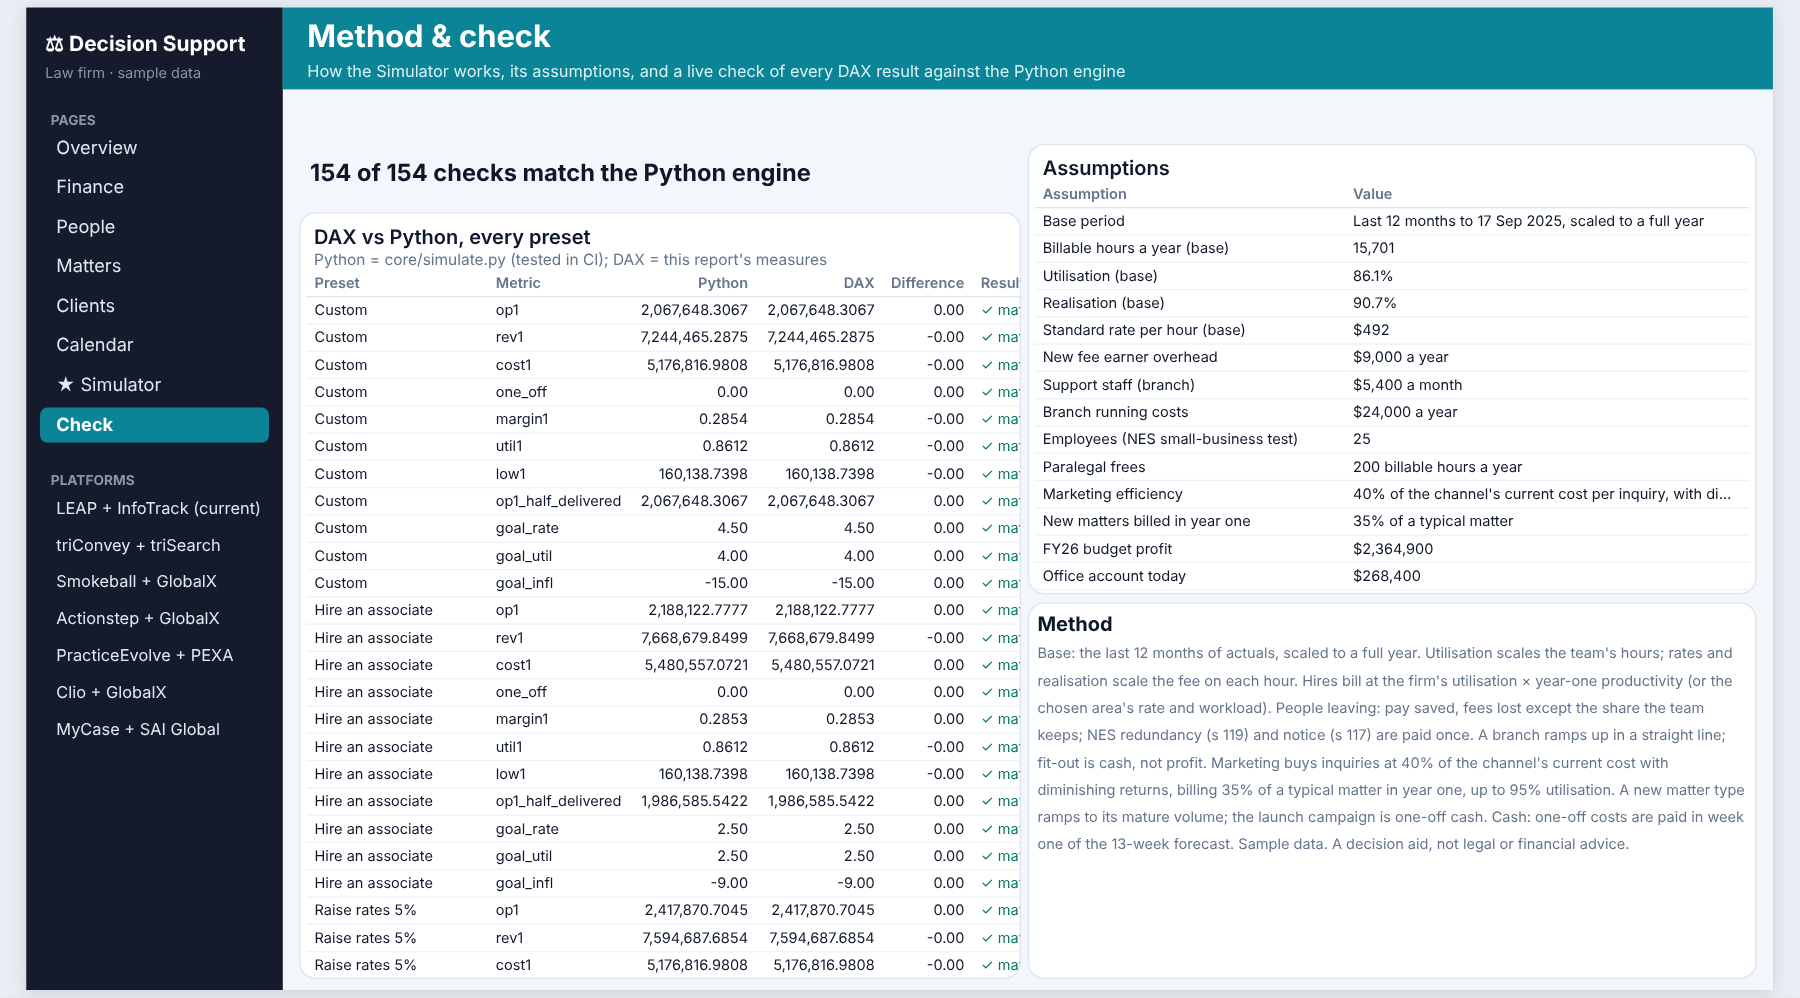 ⚖ Decision Support
Law firm · sample data
PAGES
Overview
Finance
People
Matters
Clients
Calendar
★ Simulator
Check
PLATFORMS
LEAP + InfoTrack (current)
triConvey + triSearch
Smokeball + GlobalX
Actionstep + GlobalX
PracticeEvolve + PEXA
Clio + GlobalX
MyCase + SAI Global
Method & check
How the Simulator works, its assumptions, and a live check of every DAX result against the Python engine
154 of 154 checks match the Python engine
DAX vs Python, every preset
Python = core/simulate.py (tested in CI); DAX = this report's measures
Preset Metric Python DAX Difference Resul
Custom op1 2,067,648.3067 2,067,648.3067 0.00 ✓ ma
Custom rev1 7,244,465.2875 7,244,465.2875 -0.00 ✓ ma
Custom cost1 5,176,816.9808 5,176,816.9808 -0.00 ✓ ma
Custom one_off 0.00 0.00 0.00 ✓ ma
Custom margin1 0.2854 0.2854 -0.00 ✓ ma
Custom util1 0.8612 0.8612 -0.00 ✓ ma
Custom low1 160,138.7398 160,138.7398 -0.00 ✓ ma
Custom op1_half_delivered 2,067,648.3067 2,067,648.3067 0.00 ✓ ma
Custom goal_rate 4.50 4.50 0.00 ✓ ma
Custom goal_util 4.00 4.00 0.00 ✓ ma
Custom goal_infl -15.00 -15.00 0.00 ✓ ma
Hire an associate op1 2,188,122.7777 2,188,122.7777 0.00 ✓ ma
Hire an associate rev1 7,668,679.8499 7,668,679.8499 -0.00 ✓ ma
Hire an associate cost1 5,480,557.0721 5,480,557.0721 -0.00 ✓ ma
Hire an associate one_off 0.00 0.00 0.00 ✓ ma
Hire an associate margin1 0.2853 0.2853 -0.00 ✓ ma
Hire an associate util1 0.8612 0.8612 -0.00 ✓ ma
Hire an associate low1 160,138.7398 160,138.7398 -0.00 ✓ ma
Hire an associate op1_half_delivered 1,986,585.5422 1,986,585.5422 0.00 ✓ ma
Hire an associate goal_rate 2.50 2.50 0.00 ✓ ma
Hire an associate goal_util 2.50 2.50 0.00 ✓ ma
Hire an associate goal_infl -9.00 -9.00 0.00 ✓ ma
Raise rates 5% op1 2,417,870.7045 2,417,870.7045 0.00 ✓ ma
Raise rates 5% rev1 7,594,687.6854 7,594,687.6854 -0.00 ✓ ma
Raise rates 5% cost1 5,176,816.9808 5,176,816.9808 -0.00 ✓ ma
Assumptions
Assumption Value
Base period Last 12 months to 17 Sep 2025, scaled to a full year
Billable hours a year (base) 15,701
Utilisation (base) 86.1%
Realisation (base) 90.7%
Standard rate per hour (base) $492
New fee earner overhead $9,000 a year
Support staff (branch) $5,400 a month
Branch running costs $24,000 a year
Employees (NES small-business test) 25
Paralegal frees 200 billable hours a year
Marketing efficiency 40% of the channel's current cost per inquiry, with di...
New matters billed in year one 35% of a typical matter
FY26 budget profit $2,364,900
Office account today $268,400
Method
Base: the last 12 months of actuals, scaled to a full year. Utilisation scales the team's hours; rates and
realisation scale the fee on each hour. Hires bill at the firm's utilisation × year-one productivity (or the
chosen area's rate and workload). People leaving: pay saved, fees lost except the share the team
keeps; NES redundancy (s 119) and notice (s 117) are paid once. A branch ramps up in a straight line;
fit-out is cash, not profit. Marketing buys inquiries at 40% of the channel's current cost with
diminishing returns, billing 35% of a typical matter in year one, up to 95% utilisation. A new matter type
ramps to its mature volume; the launch campaign is one-off cash. Cash: one-off costs are paid in week
one of the 13-week forecast. Sample data. A decision aid, not legal or financial advice.